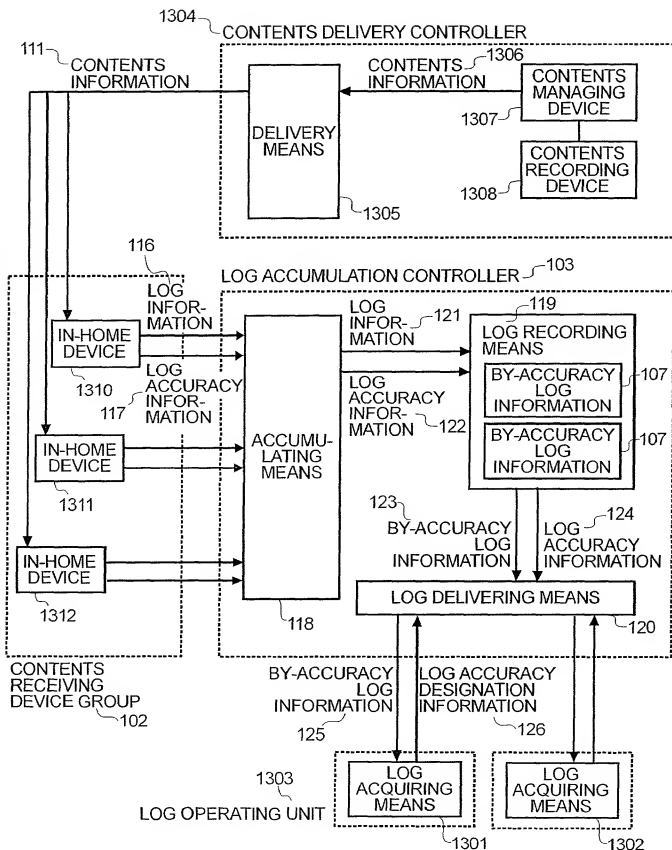 1304
CONTENTS DELIVERY CONTROLLER
111
CONTENTS
INFORMATION
CONTENTS
INFORMATION
1306
DELIVERY
MEANS
1305
CONTENTS
MANAGING
DEVICE
1307
CONTENTS
RECORDING
DEVICE
1308
116
LOG
INFOR-
MATION
LOG ACCUMULATION CONTROLLER
103
IN-HOME
DEVICE
1310
LOG
ACCURACY
INFOR-
MATION
117
IN-HOME
DEVICE
1311
IN-HOME
DEVICE
1312
CONTENTS
RECEIVING
DEVICE GROUP
102
ACCUMU-
LATING
MEANS
118
LOG
INFOR-
MATION
121
LOG
ACCURACY
INFOR-
MATION
122
119
LOG RECORDING
MEANS
107
BY-ACCURACY
LOG
INFORMATION
107
BY-ACCURACY
LOG
INFORMATION
123
BY-ACCURACY
LOG
INFORMATION
LOG
ACCURACY
INFORMATION
124
LOG DELIVERING MEANS
120
BY-ACCURACY
LOG
INFORMATION
125
LOG ACCURACY
DESIGNATION
INFORMATION
126
1303
LOG OPERATING UNIT
LOG
ACQUIRING
MEANS
1301
LOG
ACQUIRING
MEANS
1302